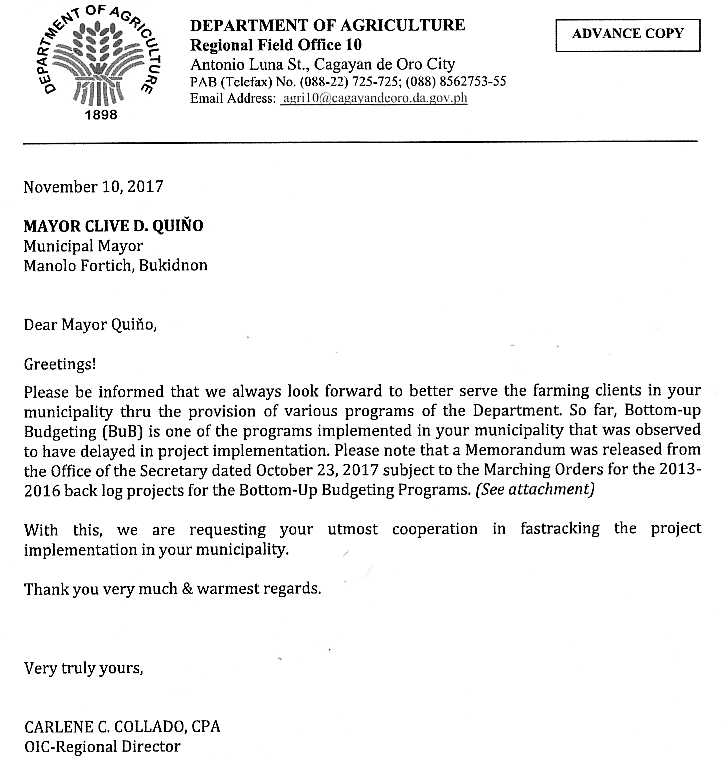 DEPARTMENT OF AGRICULTURE
1898
DEPARTMENT OF AGRICULTURE
Regional Field Office 10
Antonio Luna St., Cagayan de Oro City
PAB (Telefax) No. (088-22) 725-725; (088) 8562753-55
Email Address: agri10@cagayandeoro.da.gov.ph
ADVANCE COPY
November 10, 2017
MAYOR CLIVE D. QUIÑO
Municipal Mayor
Manolo Fortich, Bukidnon
Dear Mayor Quiño,
Greetings!
Please be informed that we always look forward to better serve the farming clients in your
municipality thru the provision of various programs of the Department. So far, Bottom-up
Budgeting (BuB) is one of the programs implemented in your municipality that was observed
to have delayed in project implementation. Please note that a Memorandum was released from
the Office of the Secretary dated October 23, 2017 subject to the Marching Orders for the 2013-
2016 back log projects for the Bottom-Up Budgeting Programs. (See attachment)
With this, we are requesting your utmost cooperation in fastracking the project
implementation in your municipality.
Thank you very much & warmest regards.
Very truly yours,
CARLENE C. COLLADO, CPA
OIC-Regional Director